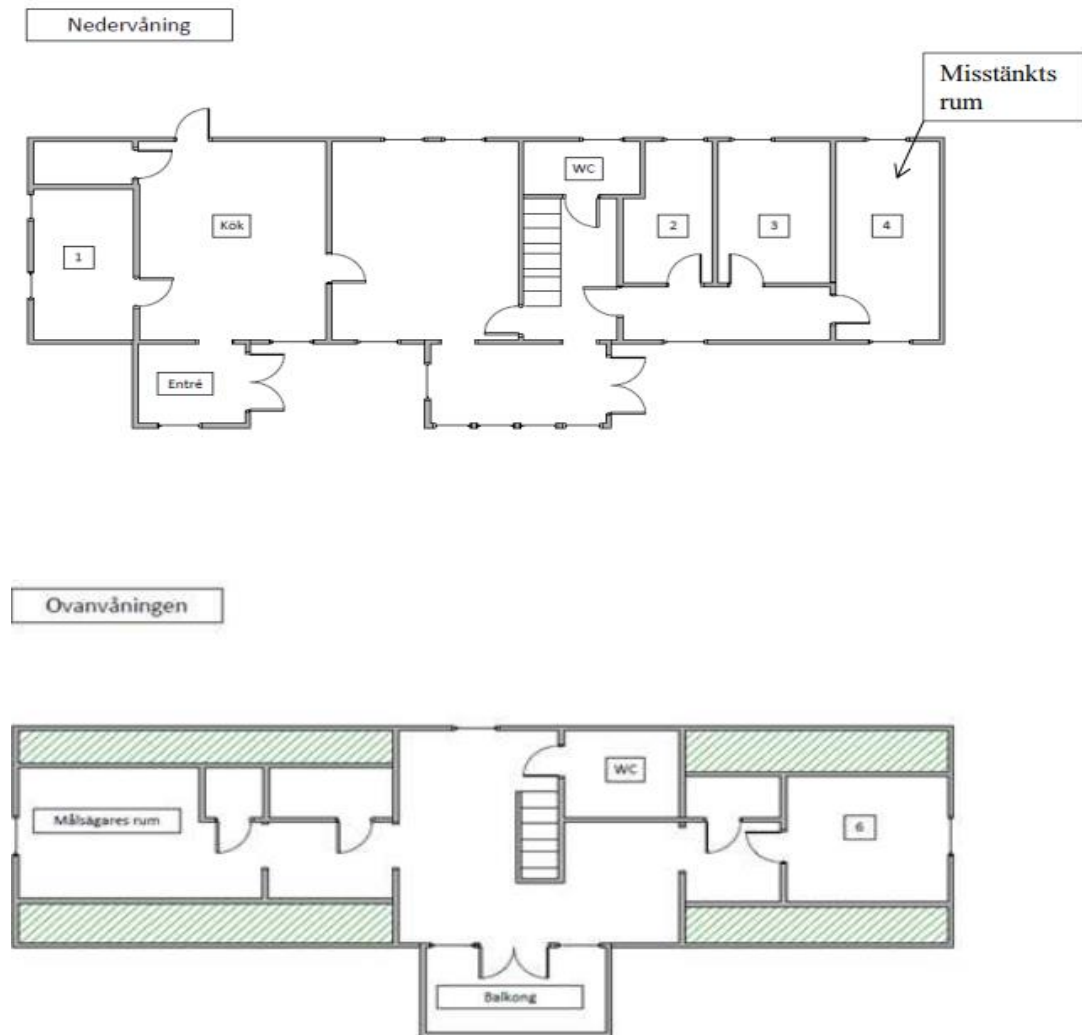 Nedervåning
Misstänkts
rum
WC
Kök
1
2
3
4
Entré
Ovanvåningen
WC
Målsägares rum
6
Balkong